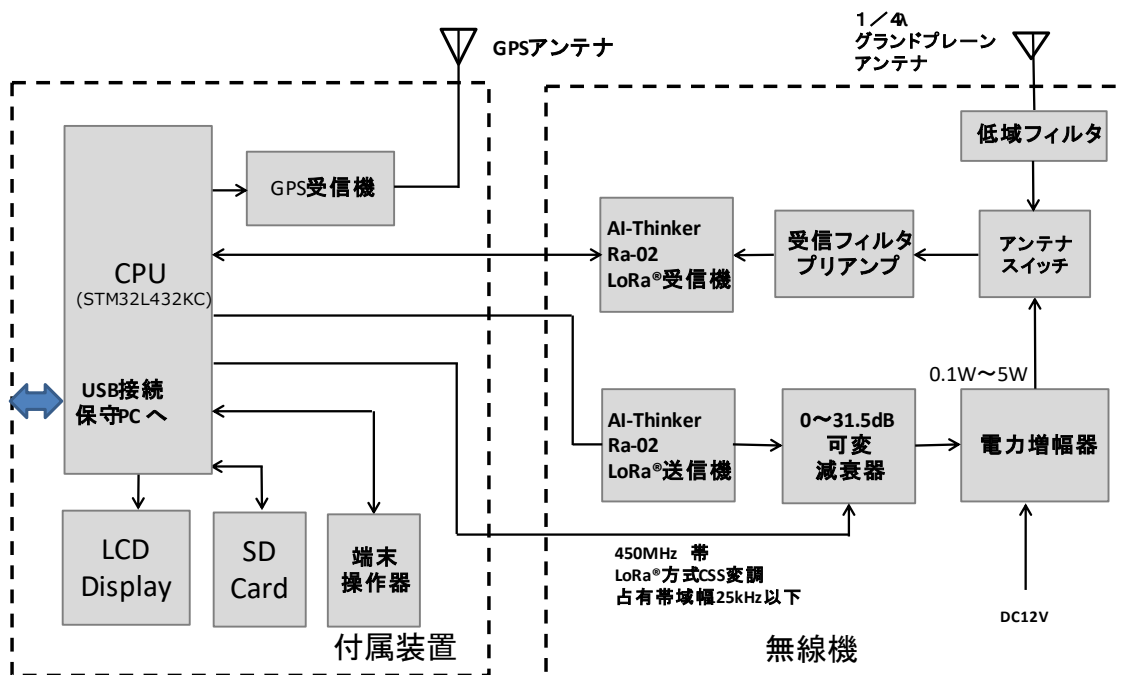 GPSアンテナ
1/4λ
グランドプレーン
アンテナ
低域フィルタ
GPS受信機
AI-Thinker
Ra-02
LoRa®受信機
受信フィルタ
プリアンプ
アンテナ
スイッチ
CPU
(STM32L432KC)
USB接続
保守PC へ
0.1W~5W
AI-Thinker
Ra-02
LoRa®送信機
0~31.5dB
可変
減衰器
電力増幅器
LCD
Display
SD
Card
端末
操作器
450MHz 帯
LoRa®方式CSS変調
占有帯域幅25kHz以下
DC12V
付属装置
無線機